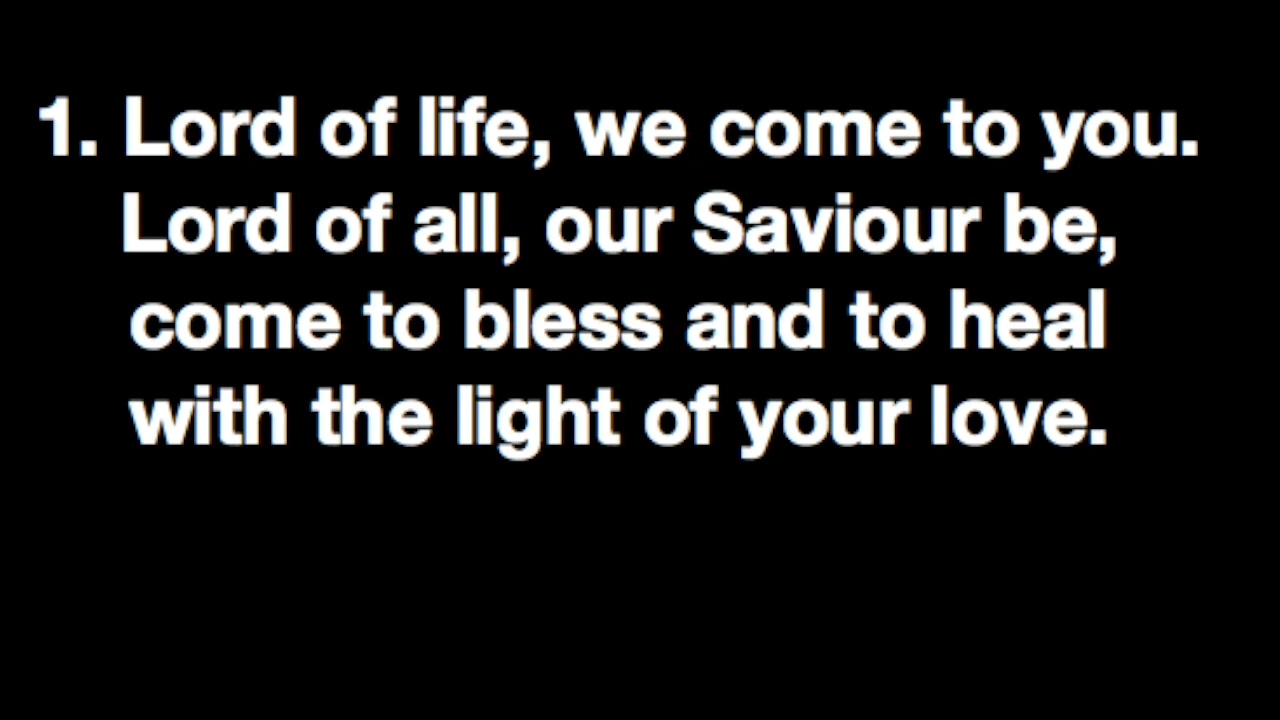 1. Lord of life, we come to you.
Lord of all, our Saviour be,
come to bless and to heal
with the light of your love.